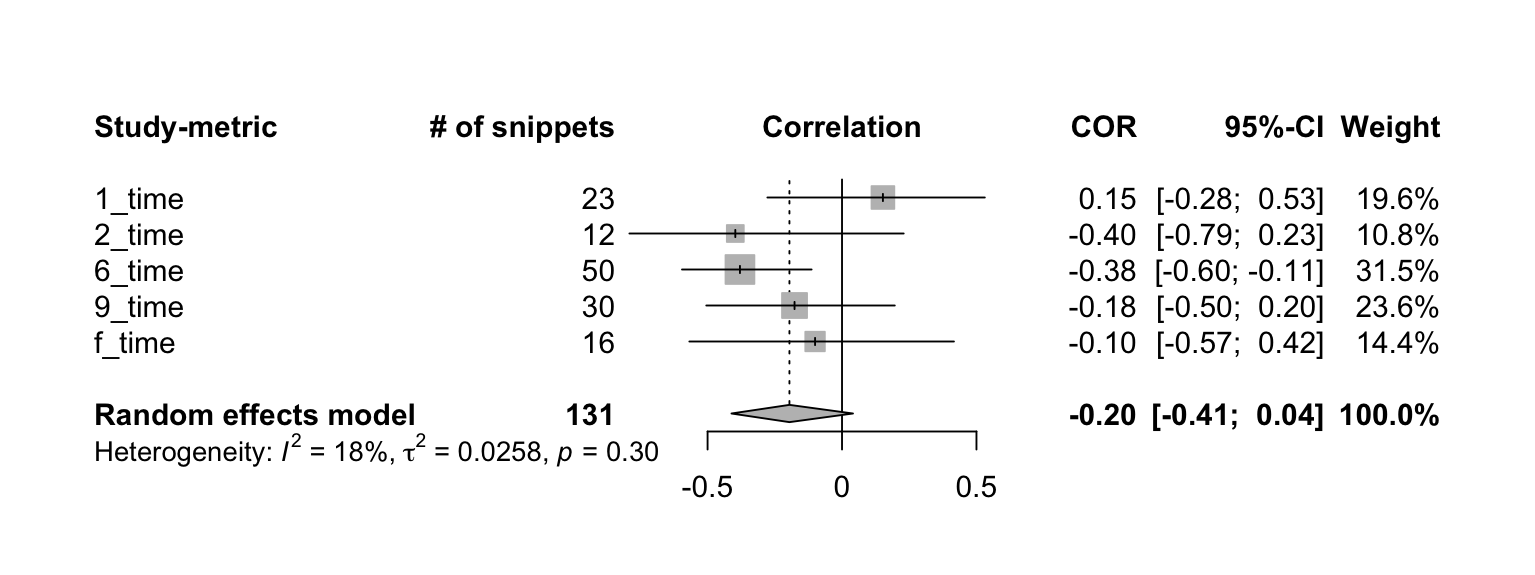 Study-metric # of snippets Correlation COR 95%-CI Weight
1_time 23 0.15 [-0.28; 0.53] 19.6%
2_time 12 -0.40 [-0.79; 0.23] 10.8%
6_time 50 -0.38 [-0.60; -0.11] 31.5%
9_time 30 -0.18 [-0.50; 0.20] 23.6%
f_time 16 -0.10 [-0.57; 0.42] 14.4%
Random effects model 131 -0.20 [-0.41; 0.04] 100.0%
Heterogeneity: I² = 18%, τ² = 0.0258, p = 0.30
-0.5 0 0.5